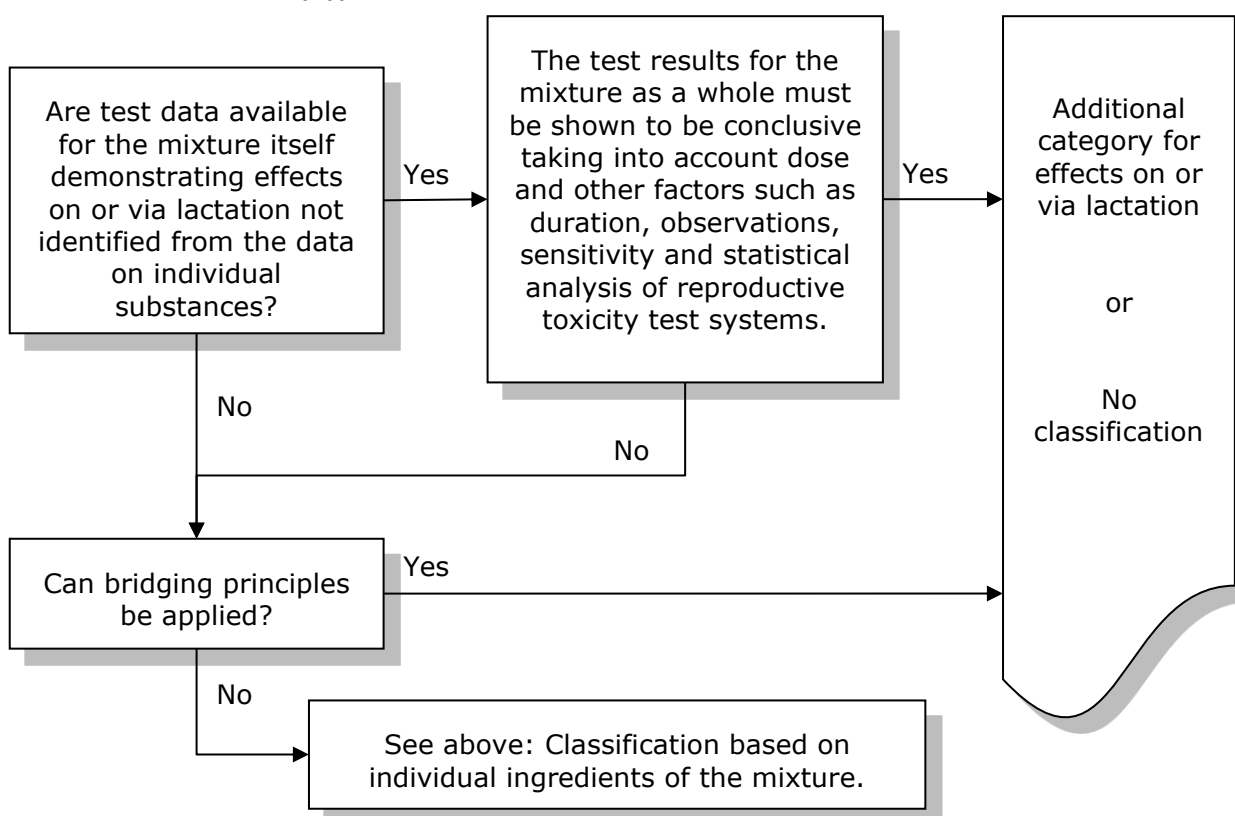 Are test data available
for the mixture itself
demonstrating effects
on or via lactation not
identified from the data
on individual
substances?
Yes
The test results for the
mixture as a whole must
be shown to be conclusive
taking into account dose
and other factors such as
duration, observations,
sensitivity and statistical
analysis of reproductive
toxicity test systems.
Yes
Additional
category for
effects on or
via lactation
or
No
classification
No
No
Can bridging principles
be applied?
Yes
No
See above: Classification based on
individual ingredients of the mixture.